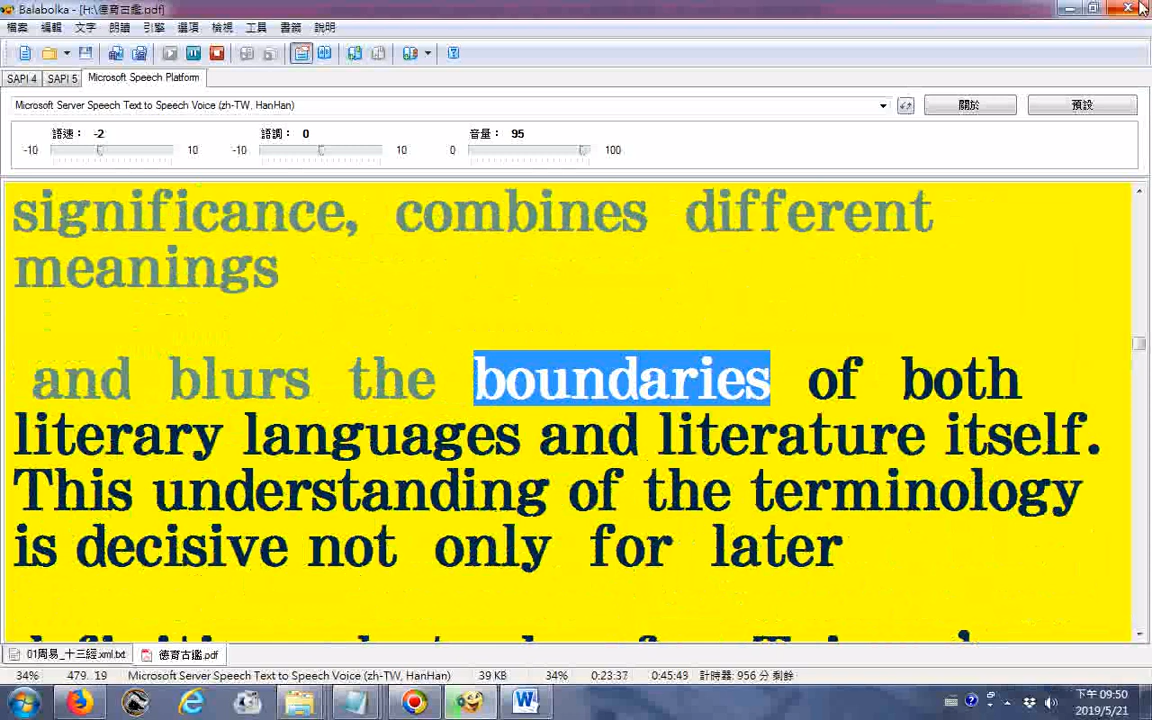 Balabolka - [H:\德育古鑑.pdf]
檔案 編輯 文字 朗讀 引擎 選項 檢視 工具 書籤 說明
SAPI 4 SAPI 5 Microsoft Speech Platform
Microsoft Server Speech Text to Speech Voice (zh-TW, HanHan) 關於 預設
語速： -2 語調： 0 音量： 95
-10 10 -10 10 0 100
significance, combines different
meanings
and blurs the boundaries of both
literary languages and literature itself.
This understanding of the terminology
is decisive not only for later
01周易_十三經.xml.txt 德育古鑑.pdf
34% 479, 19 Microsoft Server Speech Text to Speech Voice (zh-TW, HanHan) 39 KB 34% 0:23:37 0:45:49 計時器： 956 分 剩餘
下午 09:50
2019/5/21